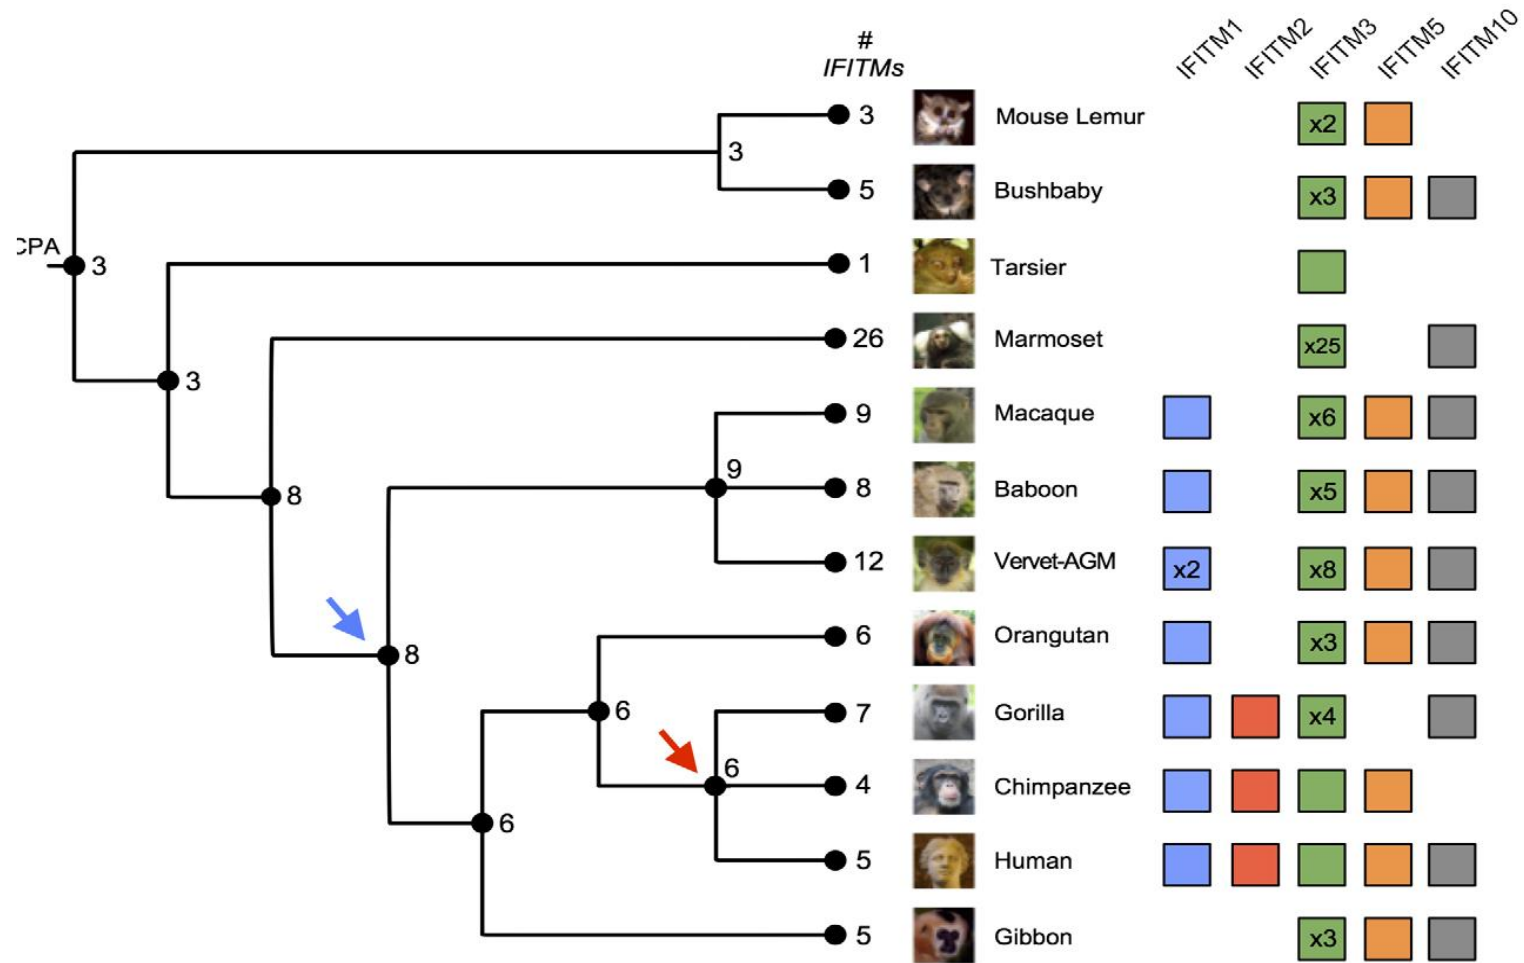 #
IFITMs
IFITM1 IFITM2 IFITM3 IFITM5 IFITM10
3 Mouse Lemur x2
3
5 Bushbaby x3
CPA
3
1 Tarsier
26 Marmoset x25
3
9 Macaque x6
9
8 Baboon x5
8
12 Vervet-AGM x2 x8
6 Orangutan x3
8
7 Gorilla x4
6
6
4 Chimpanzee
6
5 Human
5 Gibbon x3